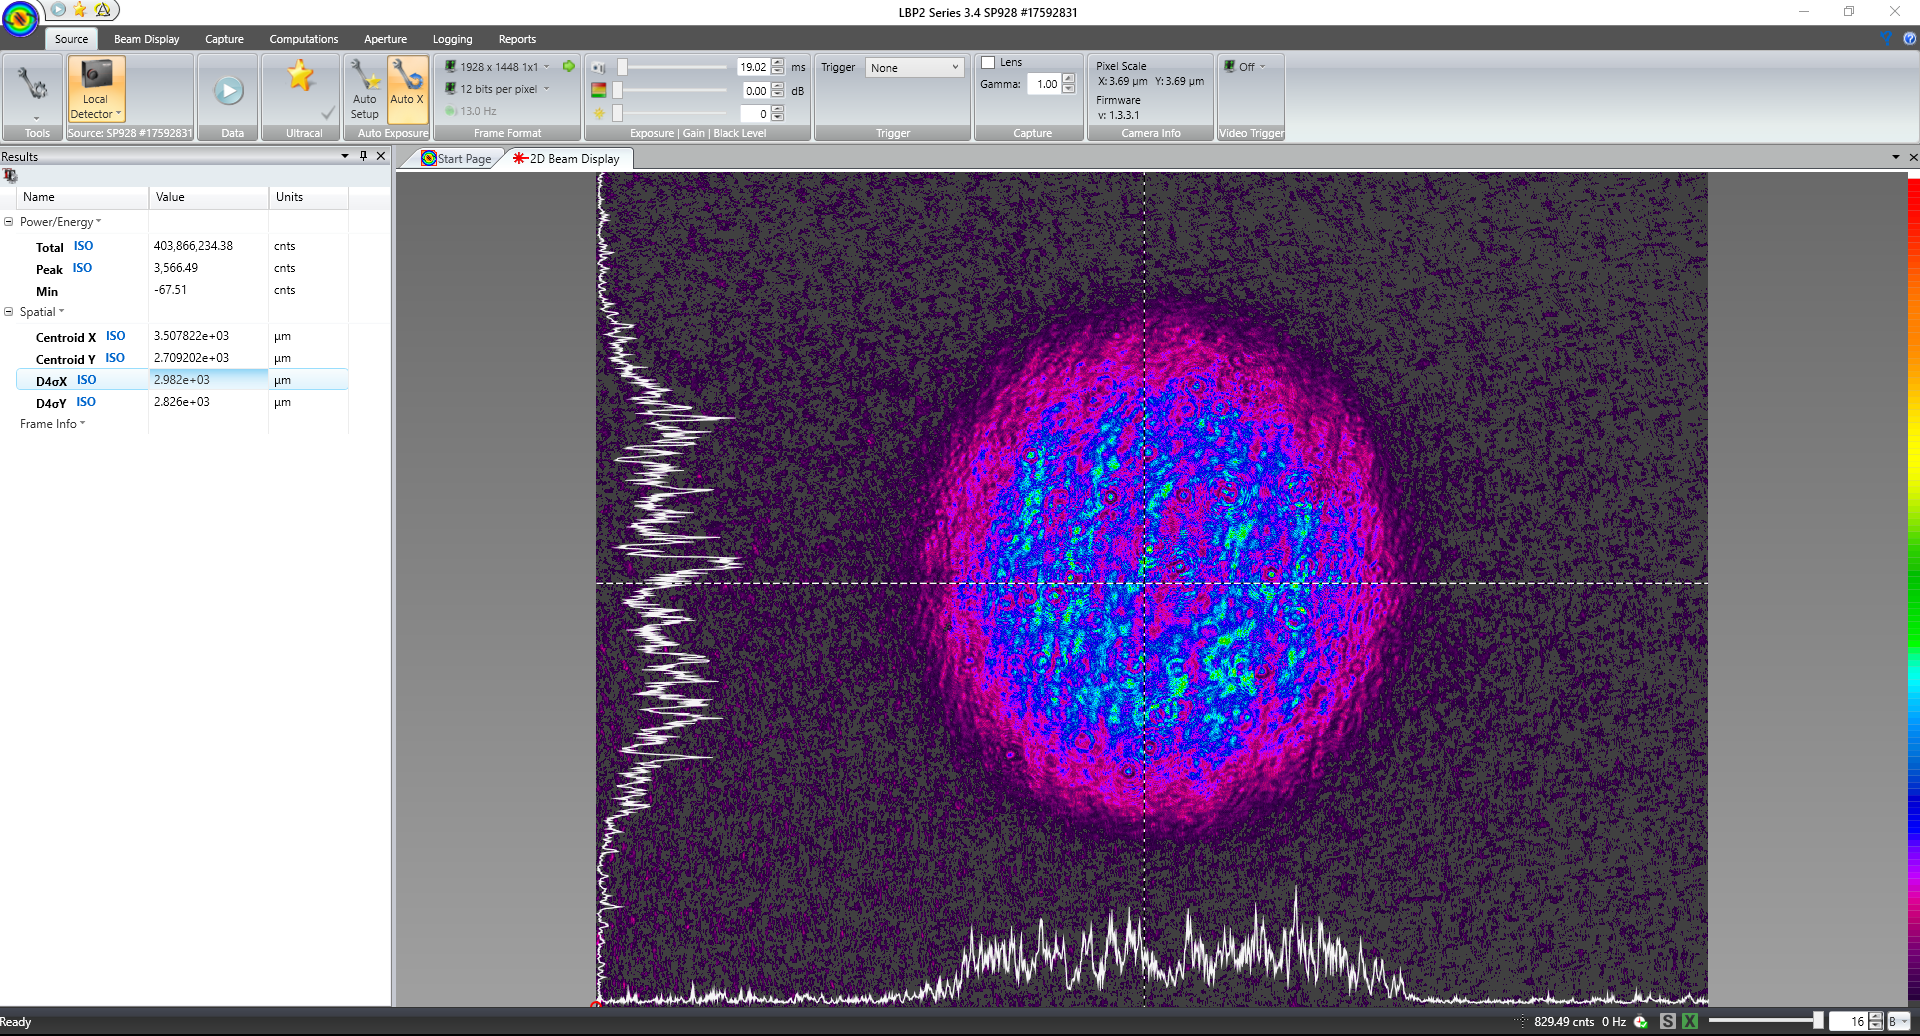 LBP2 Series 3.4 SP928 #17592831
Source Beam Display Capture Computations Aperture Logging Reports
Local Detector
Auto Setup
Auto X
1928 x 1448 1x1
12 bits per pixel
13.0 Hz
19.02 ms
0.00 dB
0
Trigger None
Lens
Gamma: 1.00
Pixel Scale
X: 3.69 µm Y: 3.69 µm
Firmware
v: 1.3.3.1
Off
Tools Source: SP928 #17592831 Data Ultracal Auto Exposure Frame Format Exposure | Gain | Black Level Trigger Capture Camera Info Video Trigger
Results
Start Page 2D Beam Display
Name Value Units
Power/Energy
Total ISO 403,866,234.38 cnts
Peak ISO 3,566.49 cnts
Min -67.51 cnts
Spatial
Centroid X ISO 3.507822e+03 µm
Centroid Y ISO 2.709202e+03 µm
D4σX ISO 2.982e+03 µm
D4σY ISO 2.826e+03 µm
Frame Info
Ready 829.49 cnts 0 Hz S X 16 B